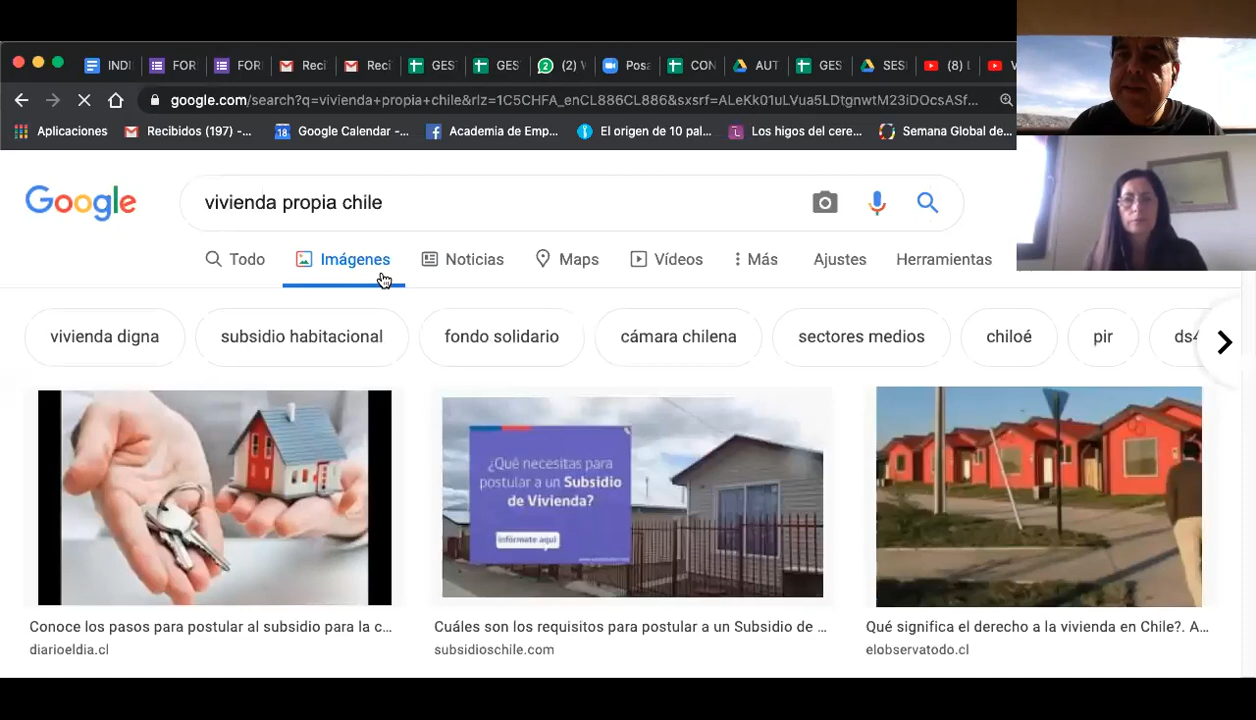 INDI
FOR
FOR
Reci
Reci
GES
GES
(2)
Posa
CON
AUT
GES
SES
(8) L
google.com/search?q=vivienda+propia+chile&rlz=1C5CHFA_enCL886CL886&sxsrf=ALeKk01uLVua5LDtgnwtM23iDOcsASf...
Aplicaciones
Recibidos (197) -...
18
Google Calendar -...
Academia de Emp...
El origen de 10 pal...
Los higos del cere...
Semana Global de...
Google
vivienda propia chile
Todo
Imágenes
Noticias
Maps
Vídeos
Más
Ajustes
Herramientas
vivienda digna
subsidio habitacional
fondo solidario
cámara chilena
sectores medios
chiloé
pir
ds4
¿Qué necesitas para
postular a un Subsidio
de Vivienda?
infórmate aquí
Conoce los pasos para postular al subsidio para la c...
diarioeldia.cl
Cuáles son los requisitos para postular a un Subsidio de ...
subsidioschile.com
Qué significa el derecho a la vivienda en Chile?. A...
elobservatodo.cl